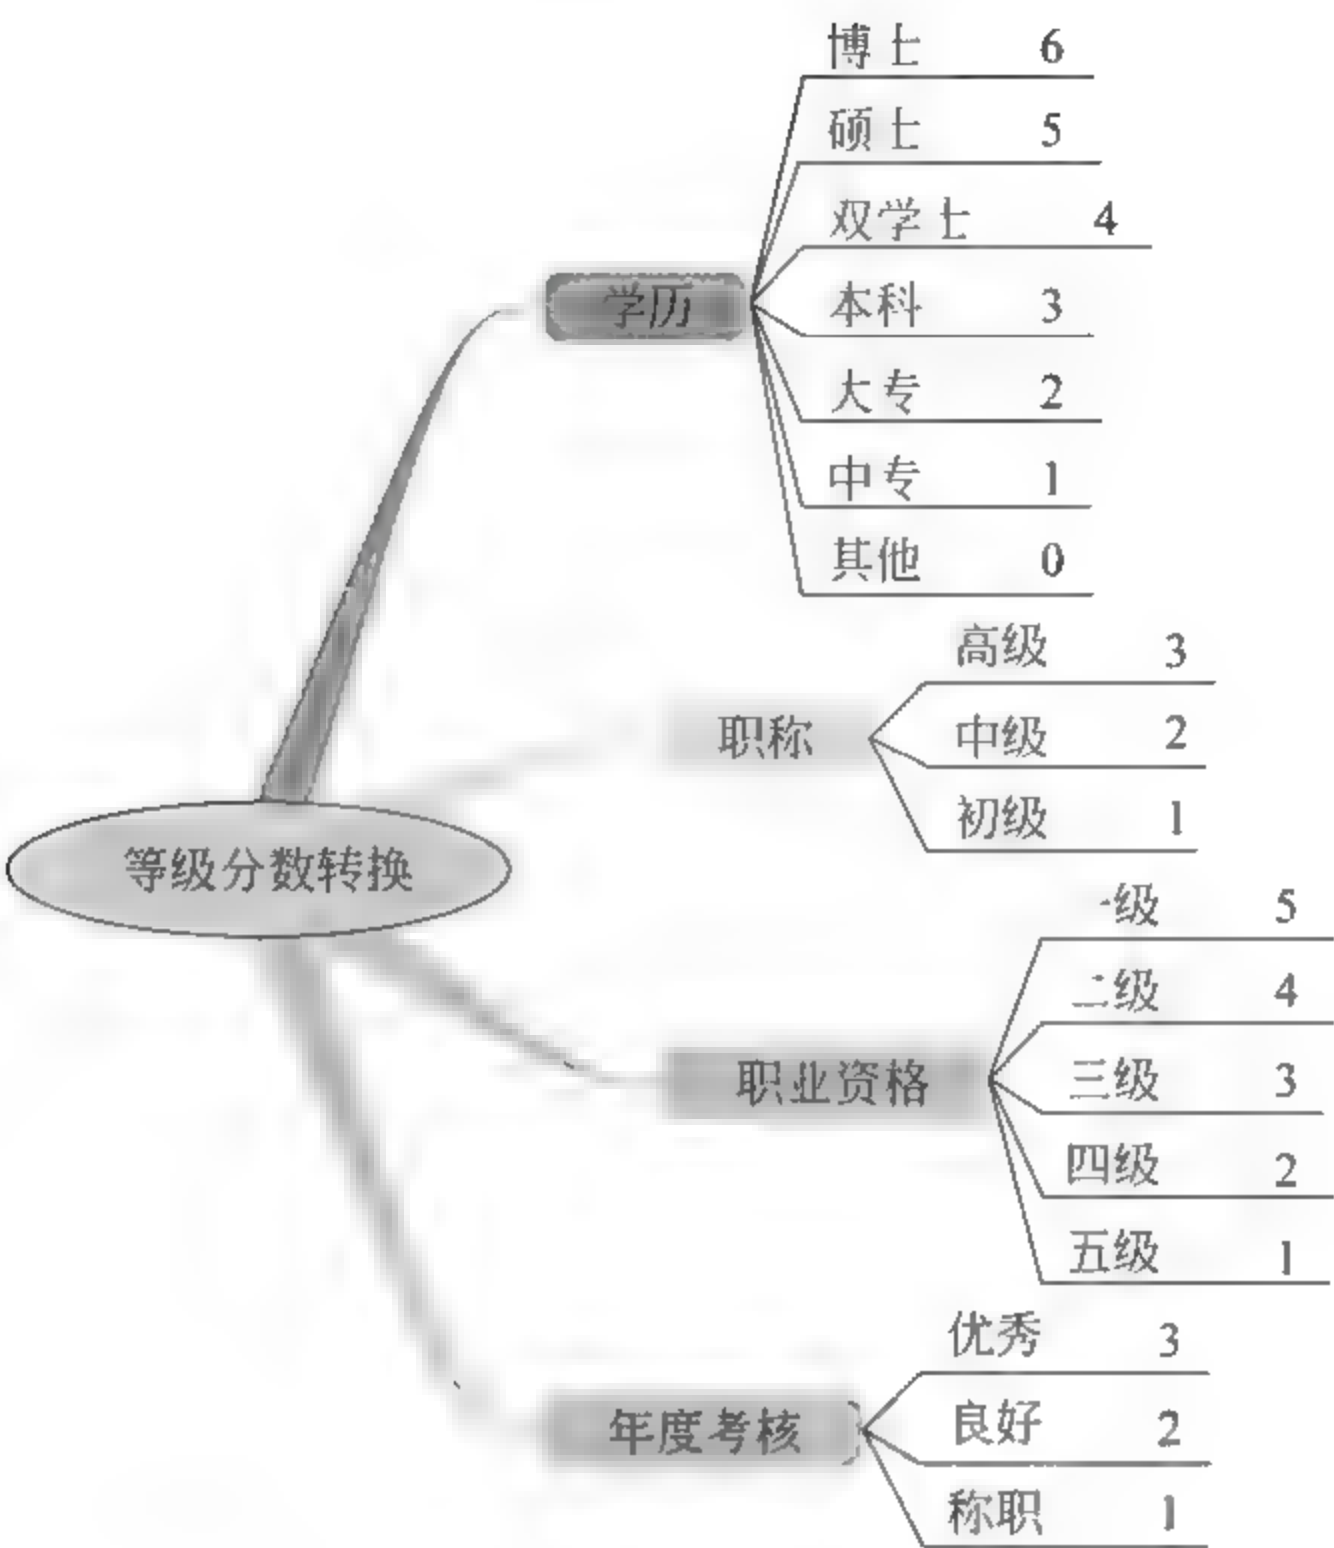 博士 6
硕士 5
双学士 4
学历
本科 3
大专 2
中专 1
其他 0
高级 3
职称
中级 2
初级 1
等级分数转换
一级 5
二级 4
职业资格
三级 3
四级 2
五级 1
优秀 3
年度考核
良好 2
称职 1